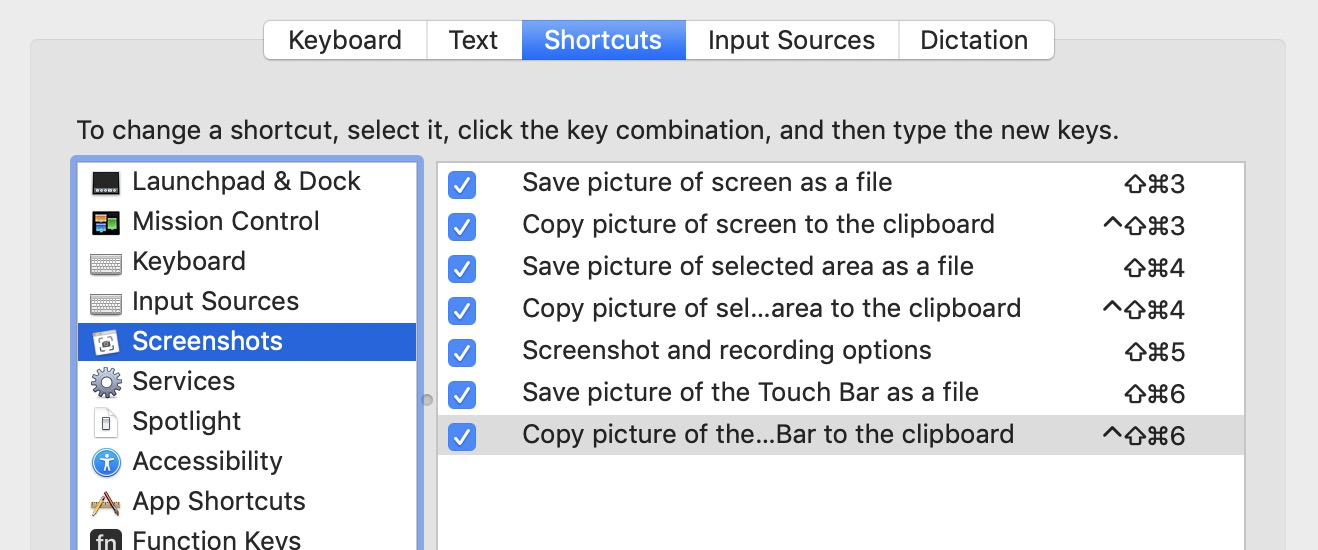 Keyboard Text Shortcuts Input Sources Dictation
To change a shortcut, select it, click the key combination, and then type the new keys.
Launchpad & Dock
Mission Control
Keyboard
Input Sources
Screenshots
Services
Spotlight
Accessibility
App Shortcuts
fn Function Keys
Save picture of screen as a file ⇧⌘3
Copy picture of screen to the clipboard ^⇧⌘3
Save picture of selected area as a file ⇧⌘4
Copy picture of sel...area to the clipboard ^⇧⌘4
Screenshot and recording options ⇧⌘5
Save picture of the Touch Bar as a file ⇧⌘6
Copy picture of the...Bar to the clipboard ^⇧⌘6